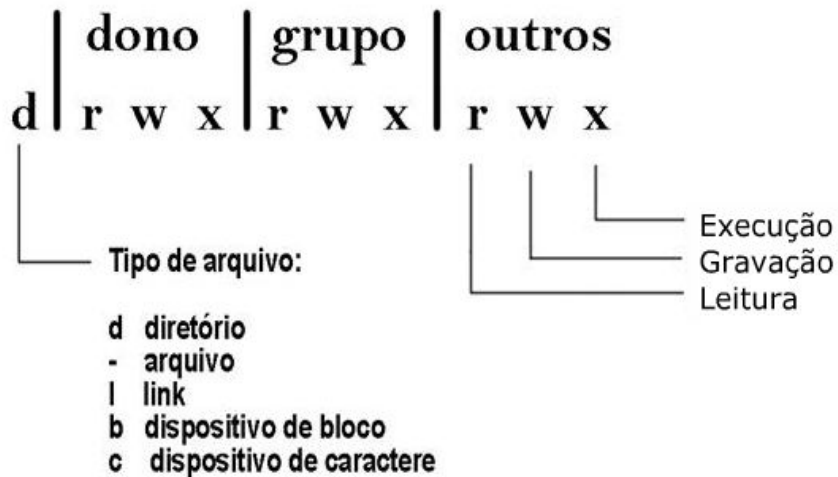 dono grupo outros
d r w x r w x r w x
Execução
Gravação
Leitura
Tipo de arquivo:
d diretório
- arquivo
l link
b dispositivo de bloco
c dispositivo de caractere